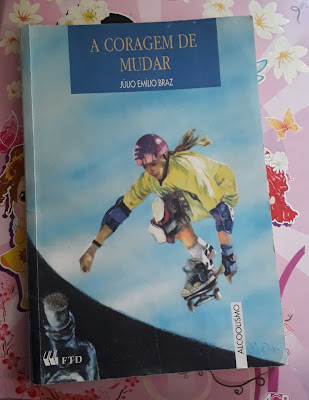 A CORAGEM DE
MUDAR
JÚLIO EMÍLIO BRAZ
ALCOOLISMO
FTD